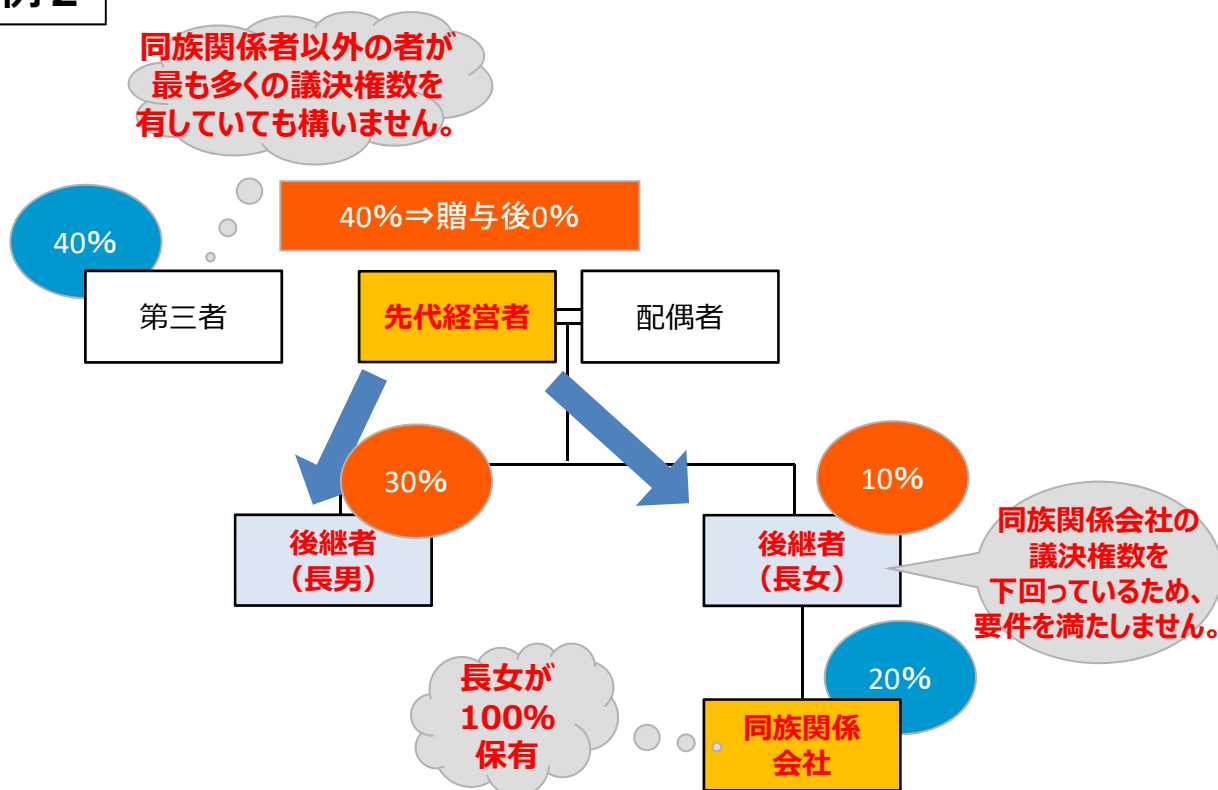 例2
同族関係者以外の者が
最も多くの議決権数を
有していても構いません。
40%⇒贈与後0%
40%
第三者
先代経営者
配偶者
30%
10%
後継者
（長男）
後継者
（長女）
同族関係会社の
議決権数を
下回っているため、
要件を満たしません。
長女が
100%
保有
20%
同族関係
会社